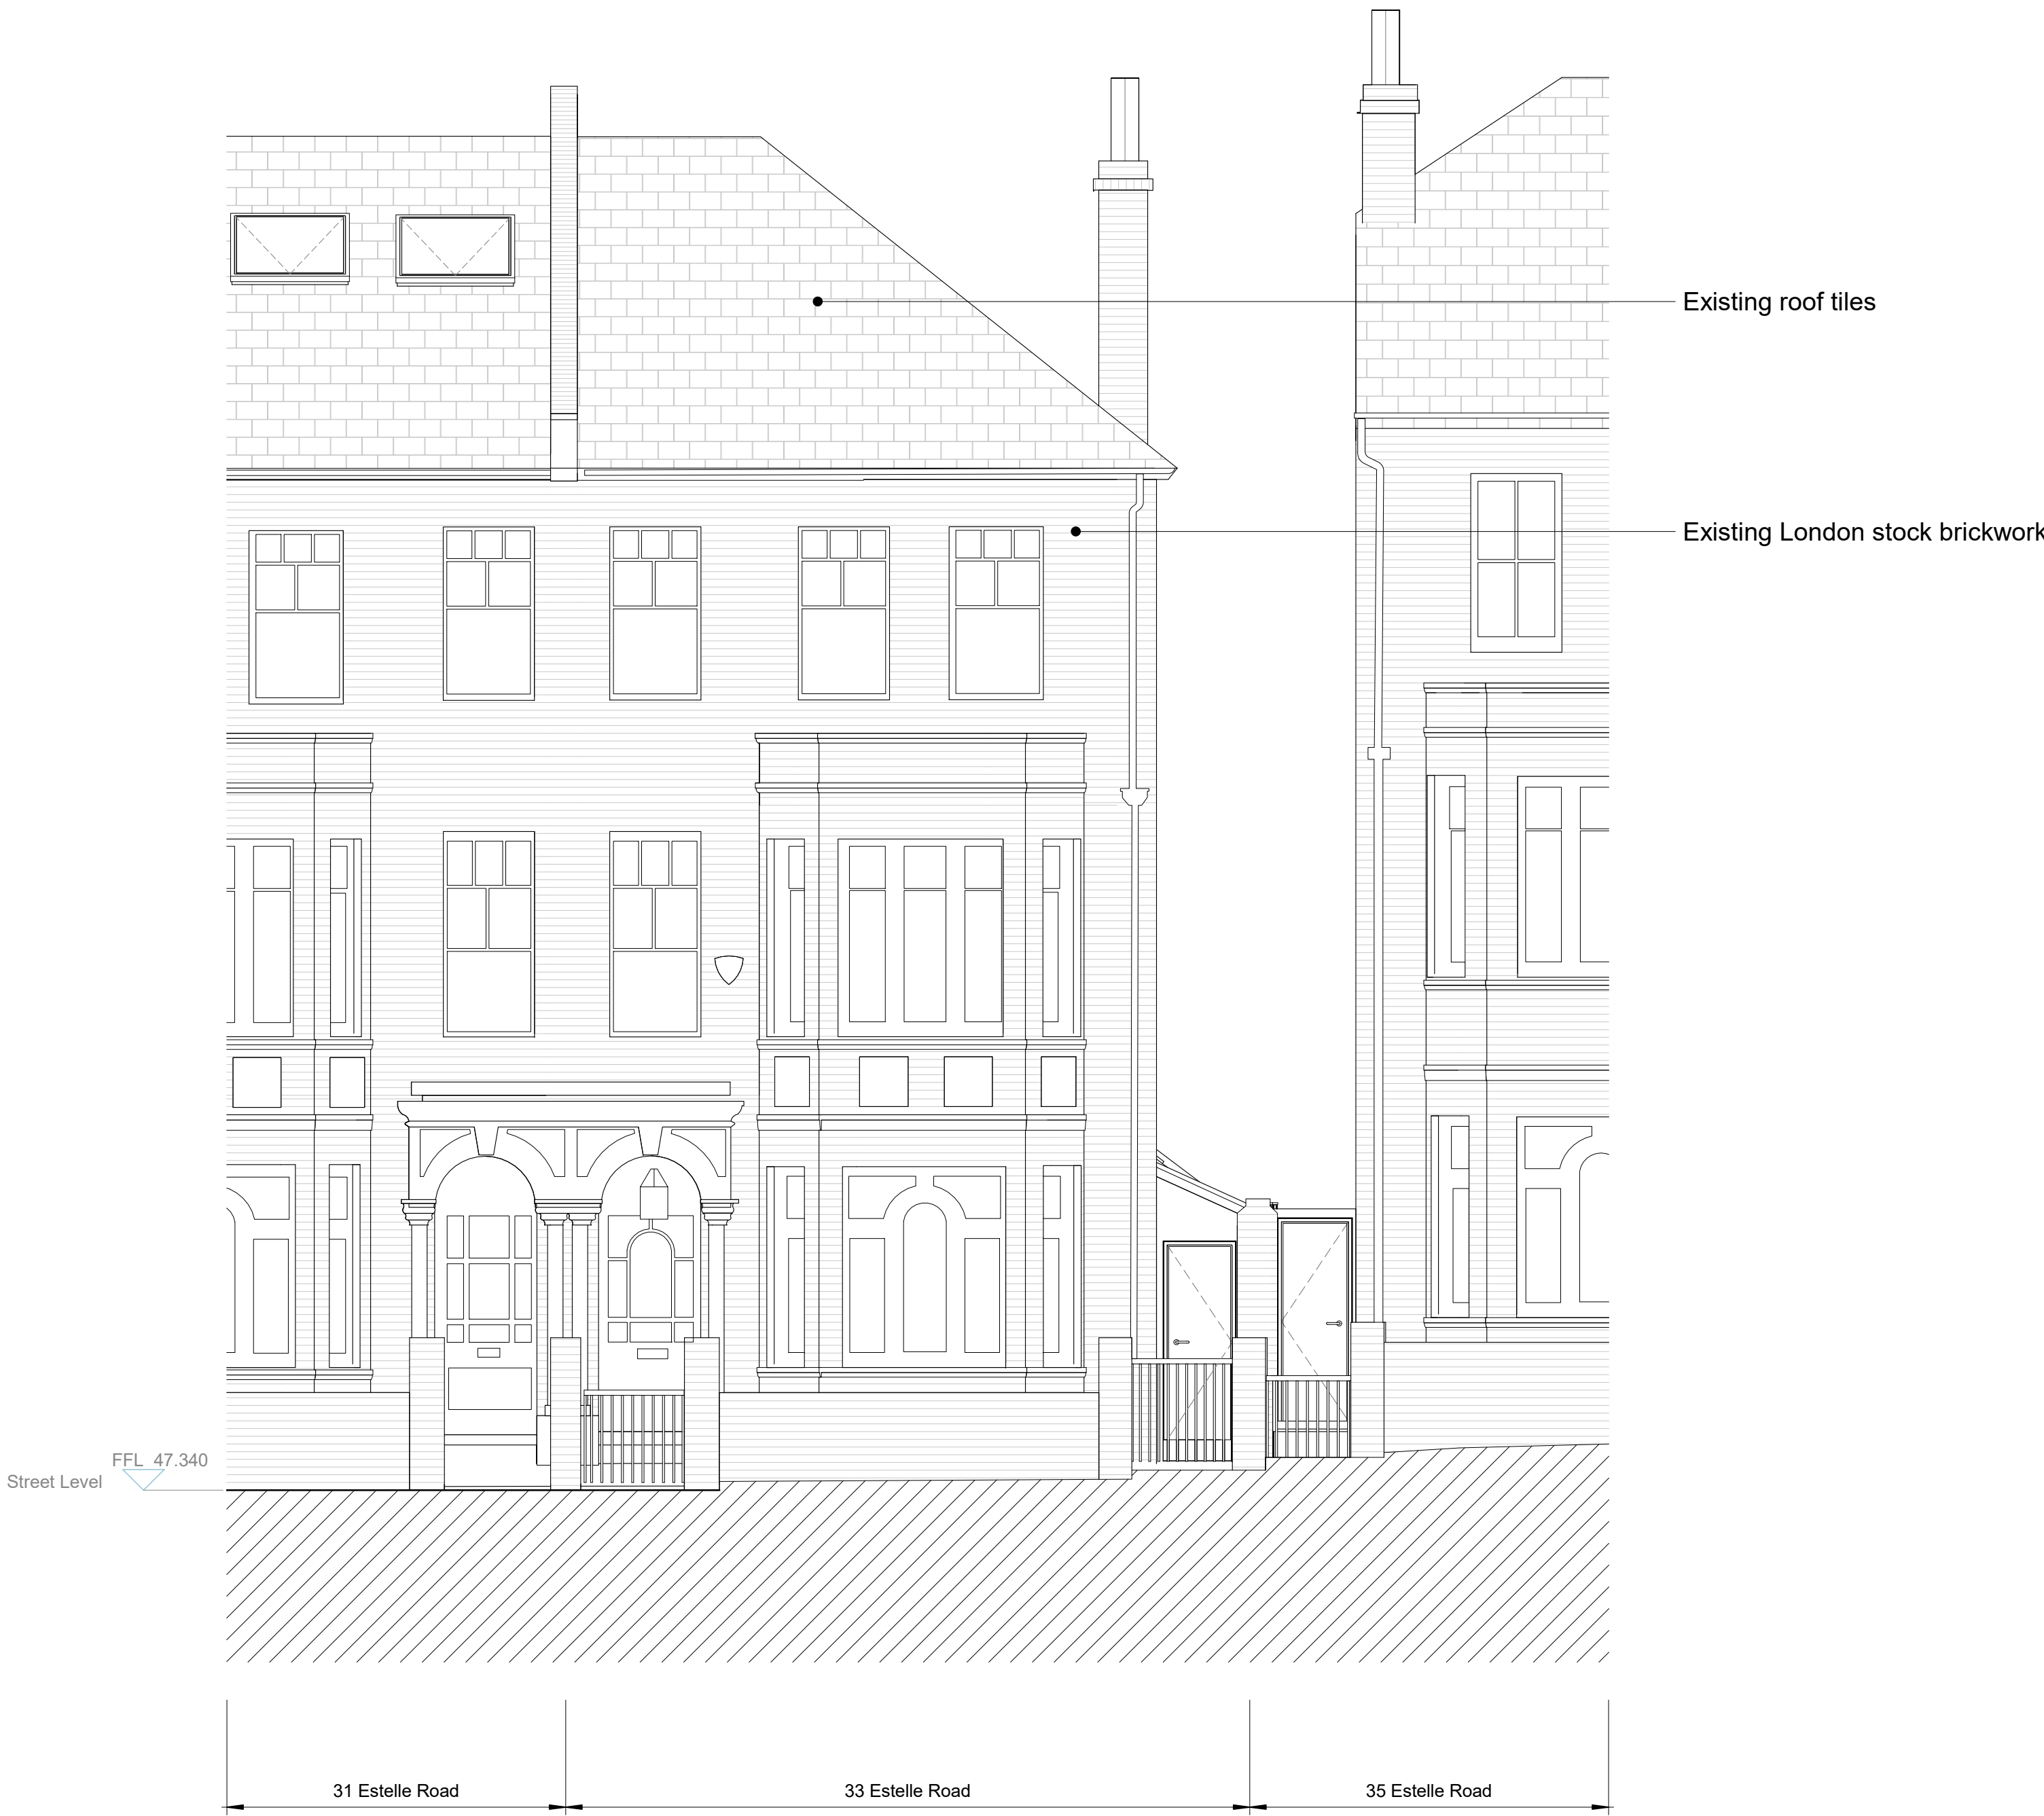 Existing roof tiles
Existing London stock brickwork
FFL 47.340
Street Level
31 Estelle Road
33 Estelle Road
35 Estelle Road